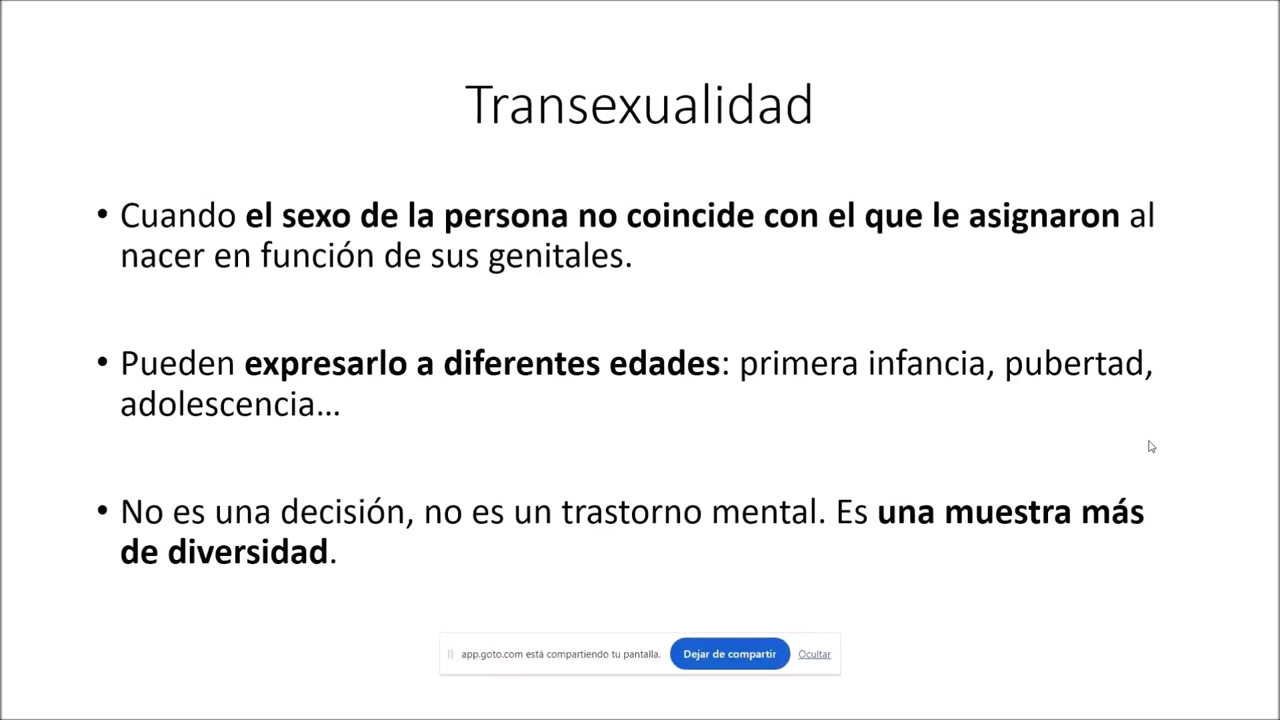 Transexualidad
• Cuando el sexo de la persona no coincide con el que le asignaron al
nacer en función de sus genitales.
• Pueden expresarlo a diferentes edades: primera infancia, pubertad,
adolescencia...
• No es una decisión, no es un trastorno mental. Es una muestra más
de diversidad.
app.goto.com está compartiendo tu pantalla. Dejar de compartir Ocultar